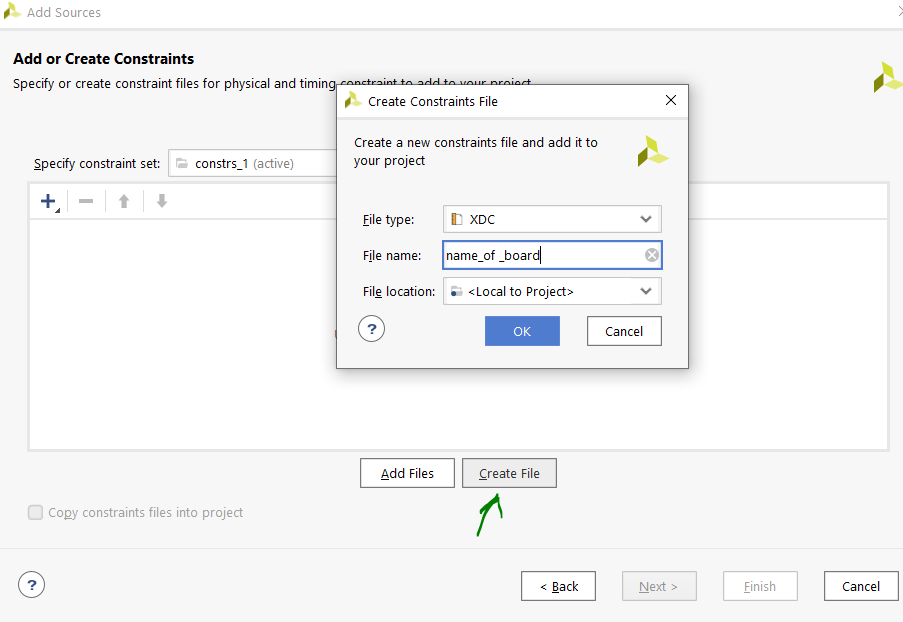 Add Sources
Add or Create Constraints
Specify or create constraint files for physical and timing constraint to add to your project
Create Constraints File
Create a new constraints file and add it to
your project
Specify constraint set: constrs_1 (active)
File type: XDC
File name: name_of _board
File location: <Local to Project>
? OK Cancel
Add Files Create File
Copy constraints files into project
? < Back Next > Finish Cancel